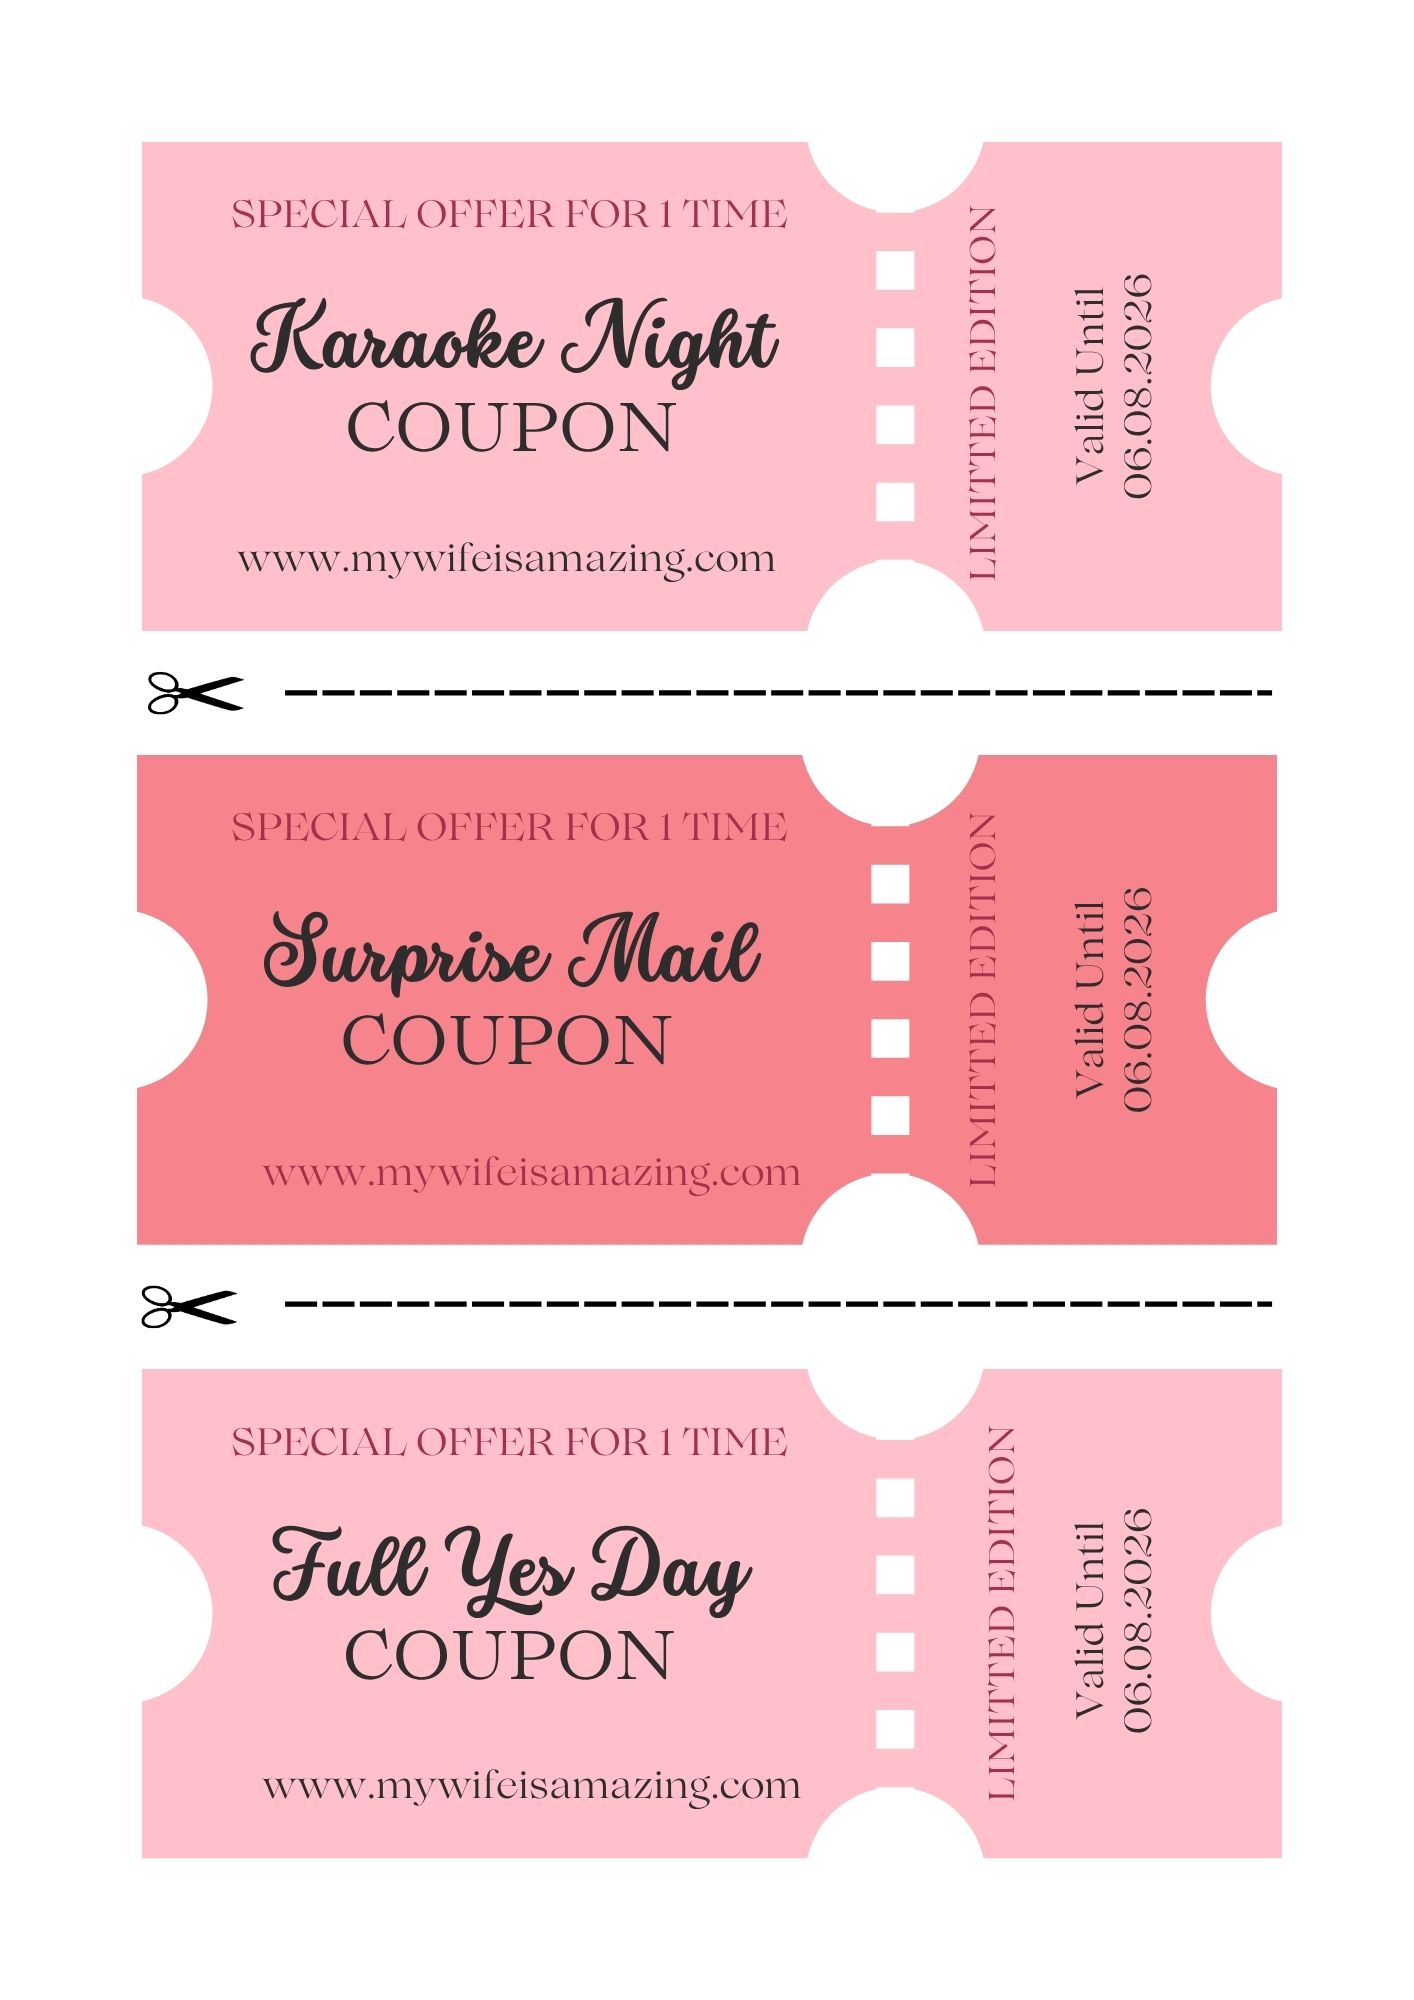 SPECIAL OFFER FOR 1 TIME
Karaoke Night
COUPON
www.mywifeisamazing.com
LIMITTED EDITION
Valid Until
06.08.2026
SPECIAL OFFER FOR 1 TIME
Surprise Mail
COUPON
www.mywifeisamazing.com
LIMITTED EDITION
Valid Until
06.08.2026
SPECIAL OFFER FOR 1 TIME
Full Yes Day
COUPON
www.mywifeisamazing.com
LIMITTED EDITION
Valid Until
06.08.2026